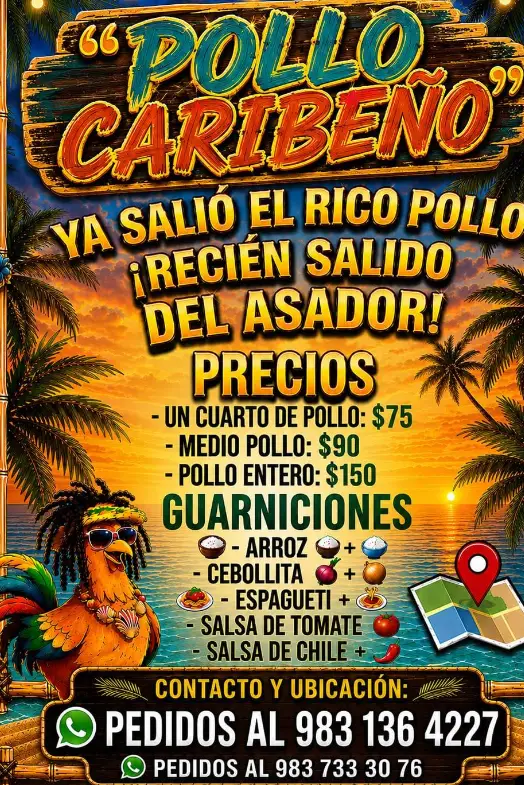 “POLLO
CARIBEÑO”
YA SALIÓ EL RICO POLLO
¡RECIÉN SALIDO
DEL ASADOR!
PRECIOS
- UN CUARTO DE POLLO: $75
- MEDIO POLLO: $90
- POLLO ENTERO: $150
GUARNICIONES
- ARROZ +
- CEBOLLITA +
- ESPAGUETI +
- SALSA DE TOMATE
- SALSA DE CHILE +
CONTACTO Y UBICACIÓN:
PEDIDOS AL 983 136 4227
PEDIDOS AL 983 733 30 76